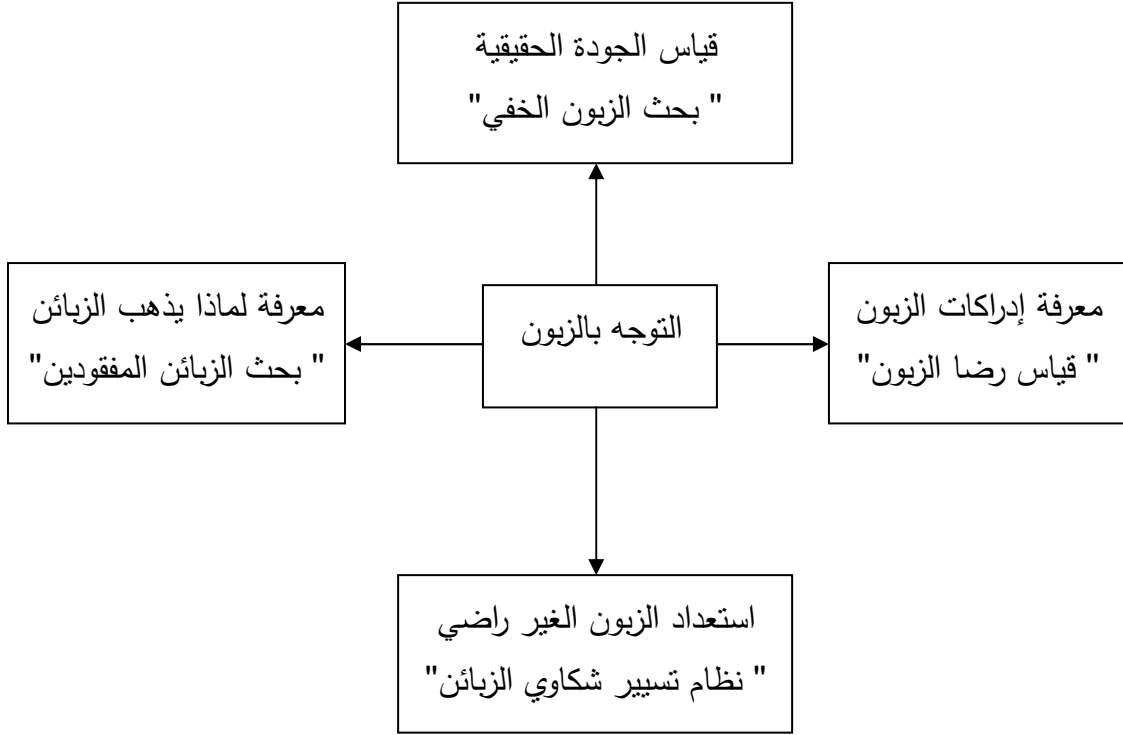 قياس الجودة الحقيقية
" بحث الزبون الخفي"
معرفة إدراكات الزبون
" قياس رضا الزبون"
التوجه بالزبون
معرفة لماذا يذهب الزبائن
" بحث الزبائن المفقودين"
استعداد الزبون الغير راضي
" نظام تسيير شكاوي الزبائن"